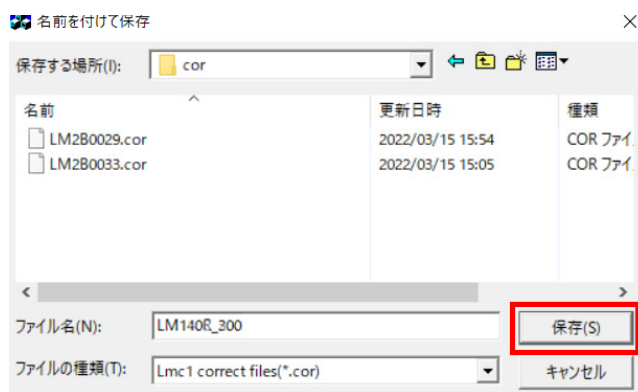 名前を付けて保存
保存する場所(I): cor
名前 更新日時 種類
LM2B0029.cor 2022/03/15 15:54 COR ファイ
LM2B0033.cor 2022/03/15 15:05 COR ファイ
ファイル名(N): LM140R_300 保存(S)
ファイルの種類(T): Lmc1 correct files(*.cor) キャンセル